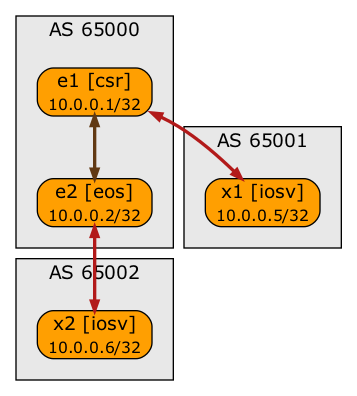 AS 65000
e1 [csr]
10.0.0.1/32
AS 65001
e2 [eos]
10.0.0.2/32
x1 [iosv]
10.0.0.5/32
AS 65002
x2 [iosv]
10.0.0.6/32